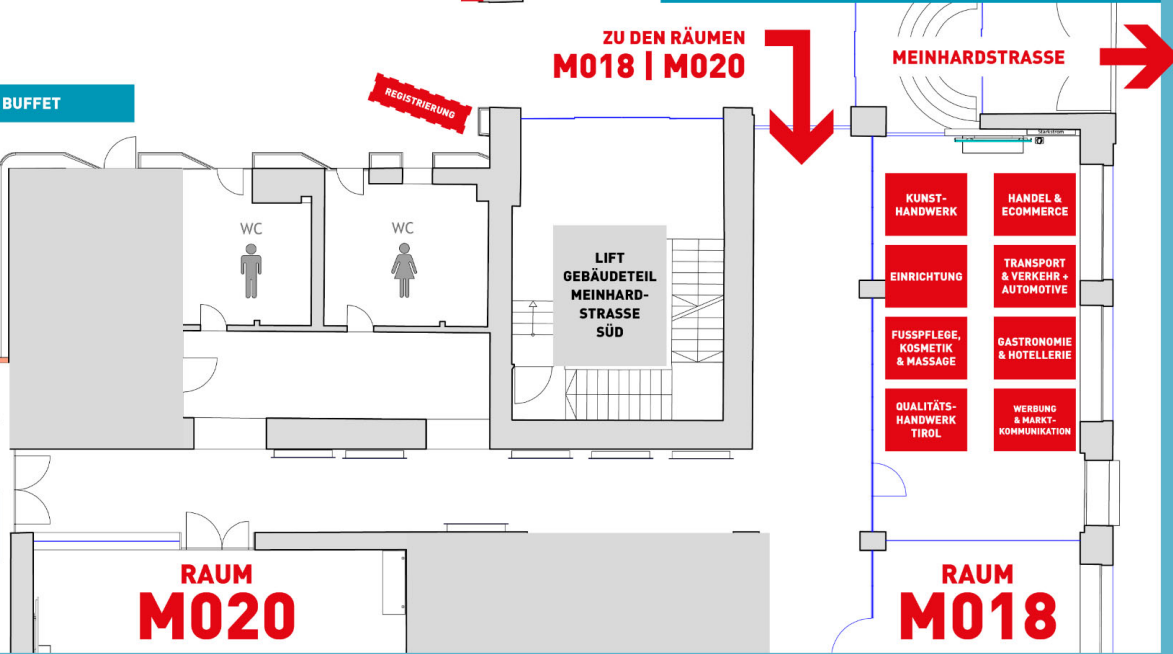 ZU DEN RÄUMEN
M018 | M020
MEINHARDSTRASSE
BUFFET
REGISTRIERUNG
Starkstrom
WC
WC
LIFT
GEBÄUDETEIL
MEINHARD-
STRASSE
SÜD
KUNST-
HANDWERK
HANDEL &
ECOMMERCE
EINRICHTUNG
TRANSPORT
& VERKEHR +
AUTOMOTIVE
FUSSPFLEGE,
KOSMETIK
& MASSAGE
GASTRONOMIE
& HOTELLERIE
QUALITÄTS-
HANDWERK
TIROL
WERBUNG
& MARKT-
KOMMUNIKATION
RAUM
M020
RAUM
M018